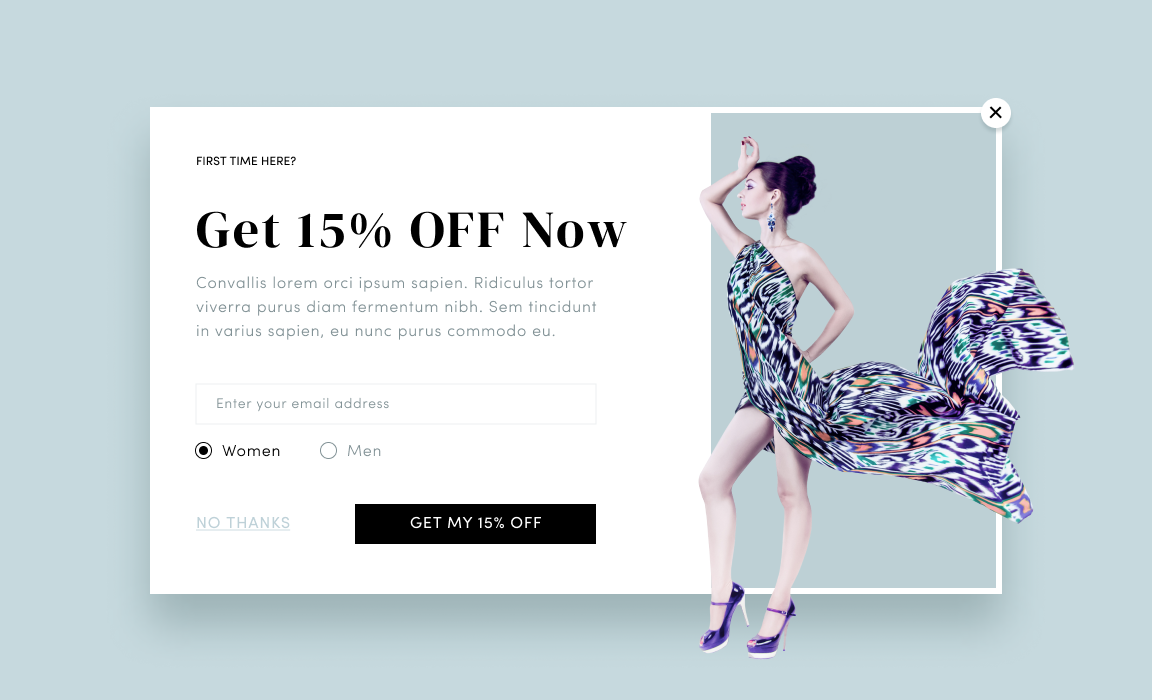 FIRST TIME HERE?
Get 15% OFF Now
Convallis lorem orci ipsum sapien. Ridiculus tortor
viverra purus diam fermentum nibh. Sem tincidunt
in varius sapien, eu nunc purus commodo eu.
Enter your email address
Women Men
NO THANKS GET MY 15% OFF